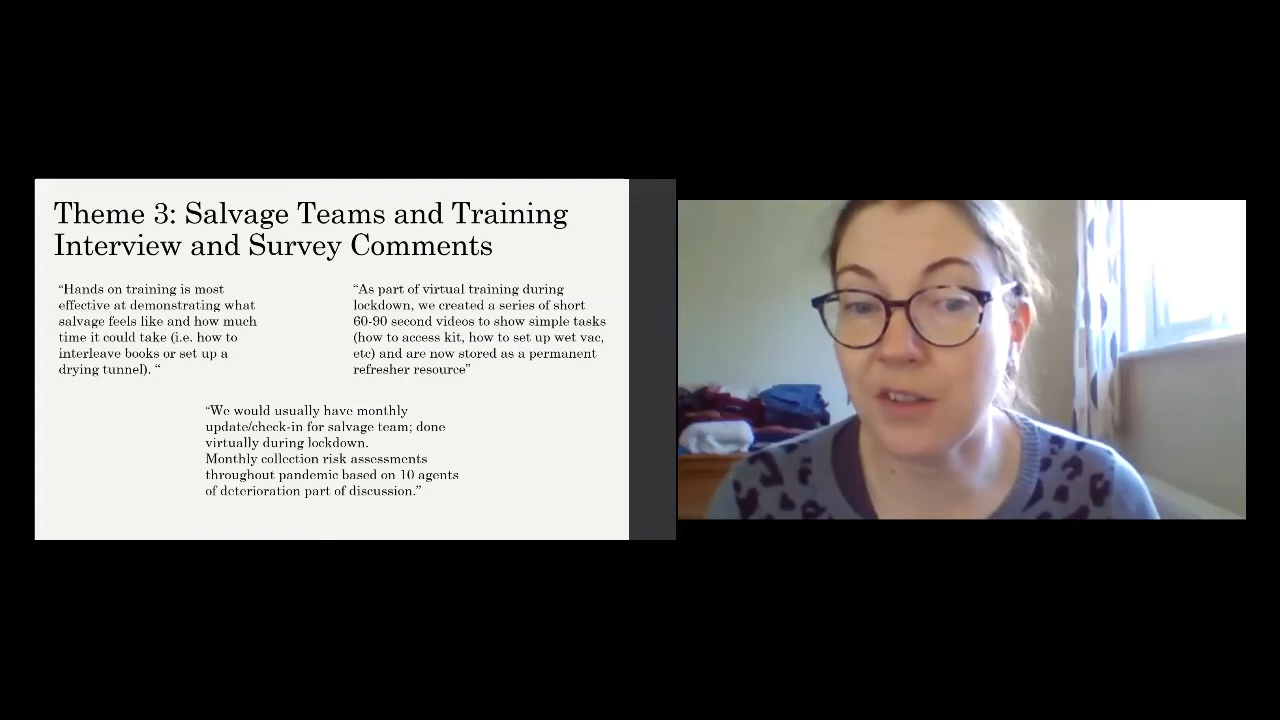 Theme 3: Salvage Teams and Training
Interview and Survey Comments
“Hands on training is most
effective at demonstrating what
salvage feels like and how much
time it could take (i.e. how to
interleave books or set up a
drying tunnel). “
“As part of virtual training during
lockdown, we created a series of short
60-90 second videos to show simple tasks
(how to access kit, how to set up wet vac,
etc) and are now stored as a permanent
refresher resource”
“We would usually have monthly
update/check-in for salvage team; done
virtually during lockdown.
Monthly collection risk assessments
throughout pandemic based on 10 agents
of deterioration part of discussion.”